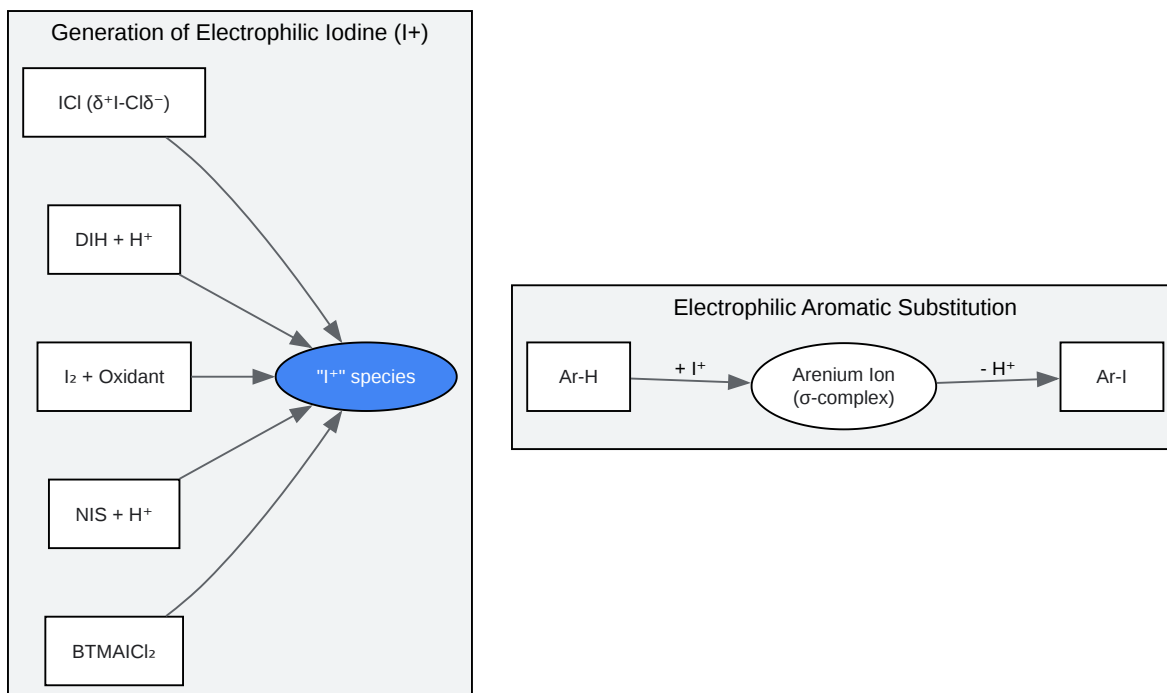 Generation of Electrophilic Iodine (I+)
ICl (δ⁺I-Clδ⁻)
DIH + H⁺
I₂ + Oxidant
"I⁺" species
NIS + H⁺
BTMAICl₂
Electrophilic Aromatic Substitution
Ar-H
+ I⁺
Arenium Ion
(σ-complex)
- H⁺
Ar-I